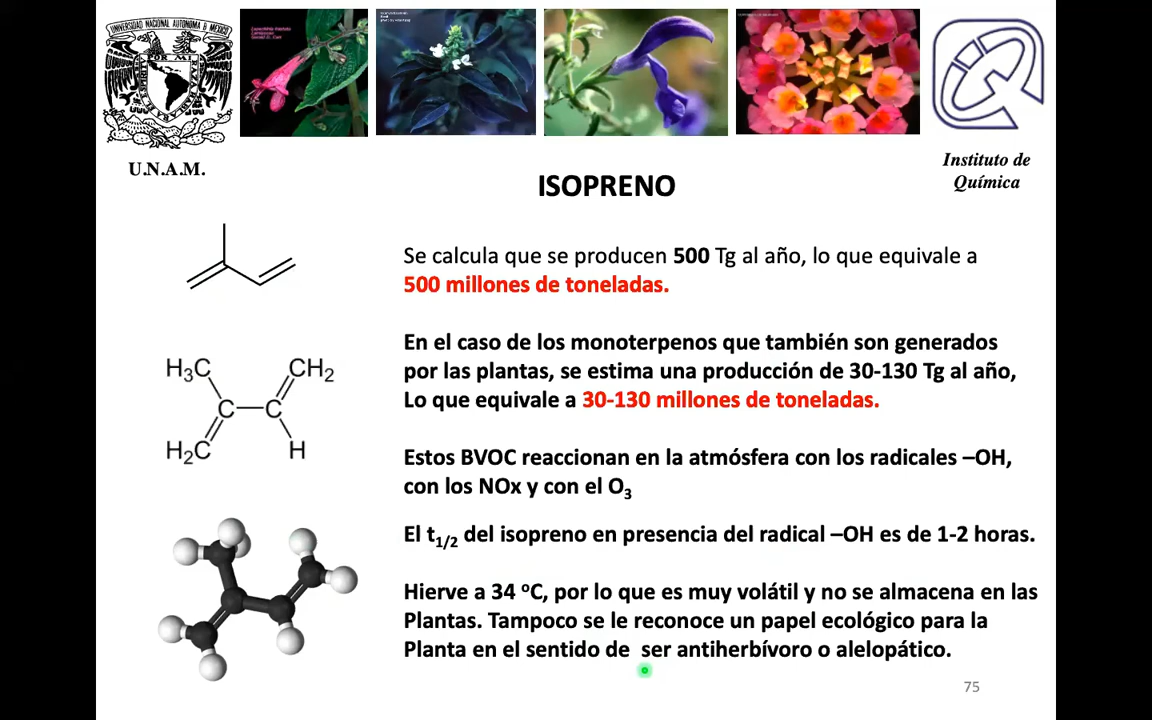 U.N.A.M.
Instituto de
Química
ISOPRENO
Se calcula que se producen 500 Tg al año, lo que equivale a
500 millones de toneladas.
En el caso de los monoterpenos que también son generados
por las plantas, se estima una producción de 30-130 Tg al año,
Lo que equivale a 30-130 millones de toneladas.
H3C
CH2
C
C
H2C
H
Estos BVOC reaccionan en la atmósfera con los radicales –OH,
con los NOx y con el O3
El t1/2 del isopreno en presencia del radical –OH es de 1-2 horas.
Hierve a 34 ºC, por lo que es muy volátil y no se almacena en las
Plantas. Tampoco se le reconoce un papel ecológico para la
Planta en el sentido de ser antiherbívoro o alelopático.
75